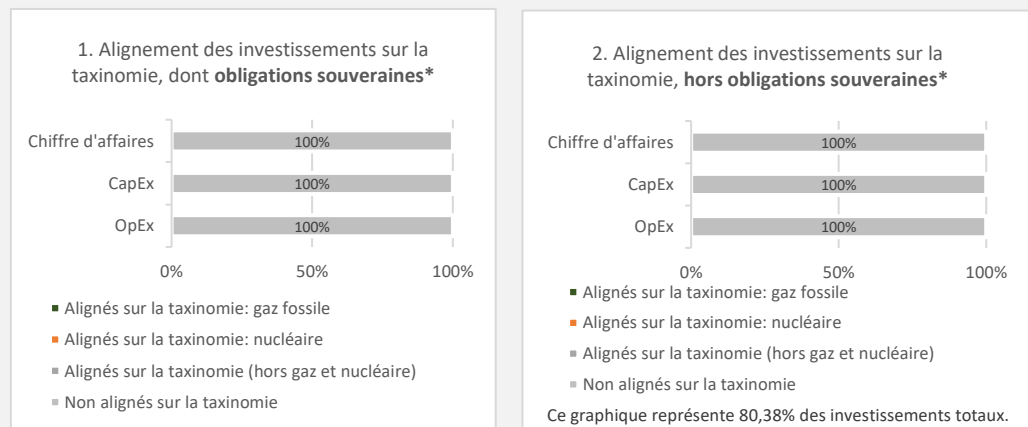 1. Alignement des investissements sur la
taxinomie, dont obligations souveraines*
Chiffre d'affaires
100%
CapEx
100%
OpEx
100%
0%
50%
100%
Alignés sur la taxinomie: gaz fossile
Alignés sur la taxinomie: nucléaire
Alignés sur la taxinomie (hors gaz et nucléaire)
Non alignés sur la taxinomie
2. Alignement des investissements sur la
taxinomie, hors obligations souveraines*
Chiffre d'affaires
100%
CapEx
100%
OpEx
100%
0%
50%
100%
Alignés sur la taxinomie: gaz fossile
Alignés sur la taxinomie: nucléaire
Alignés sur la taxinomie (hors gaz et nucléaire)
Non alignés sur la taxinomie
Ce graphique représente 80,38% des investissements totaux.